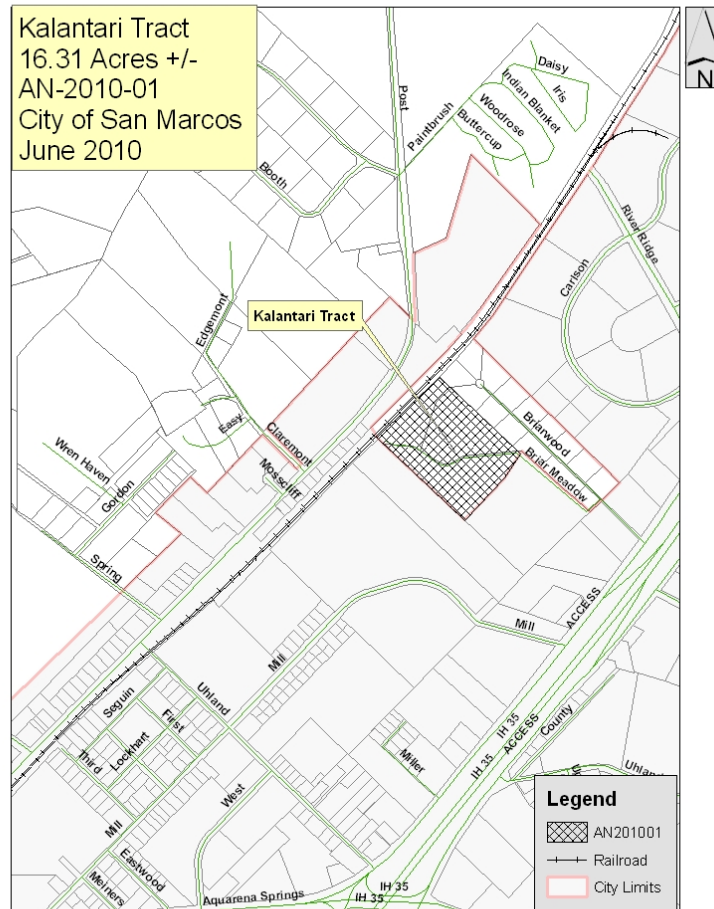 Kalantari Tract
16.31 Acres +/-
AN-2010-01
City of San Marcos
June 2010
N
Daisy
Iris
Indian Blanket
Woodrose
Buttercup
Paintbrush
Post
Booth
River Ridge
Carlson
Edgemont
Kalantari Tract
Easy
Claremont
Mosscliff
Briarwood
Briar Meadow
Wren Haven
Gordon
Spring
ACCESS
Mill
Mill
Uhland
Seguin
First
Lockhart
Third
Miller
IH 35
ACCESS
IH 35
County
Uhland
West
Mill
Eastwood
Meiners
Aquarena Springs
IH 35
IH 35
Legend
AN201001
Railroad
City Limits